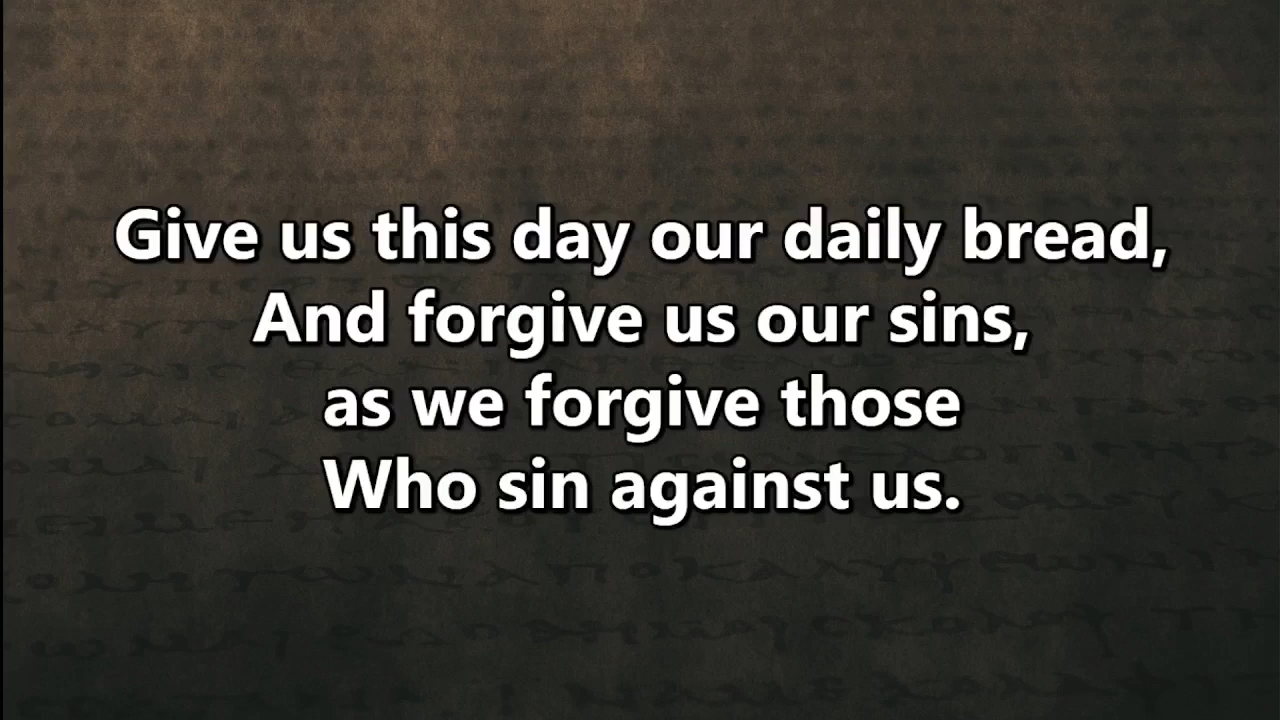 Give us this day our daily bread,
And forgive us our sins,
as we forgive those
Who sin against us.